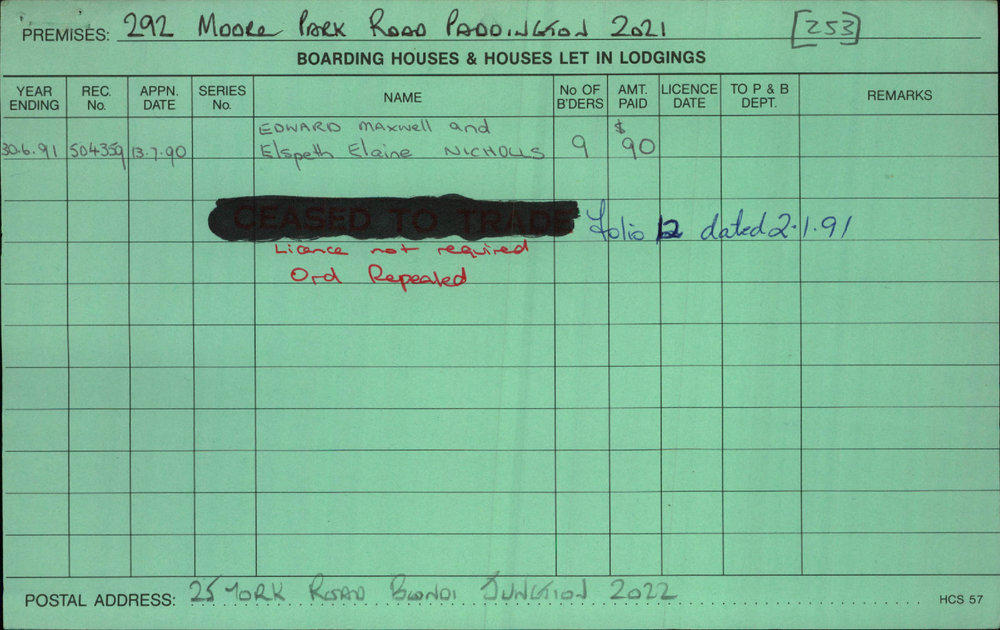 PREMISES: 292 Moore Park Road Paddington 2021 [253]
BOARDING HOUSES & HOUSES LET IN LODGINGS
YEAR ENDING REC. No. APPN. DATE SERIES No. NAME No OF B'DERS AMT. PAID LICENCE DATE TO P & B DEPT. REMARKS
EDWARD Maxwell and $
30.6.91 504359 13.7.90 Elspeth Elaine NICHOLLS 9 90
CEASED TO TRADE folio 12 dated 2.1.91
Licence not required
Ord Repealed
POSTAL ADDRESS: 25 York Road Bondi Junction 2022 HCS 57